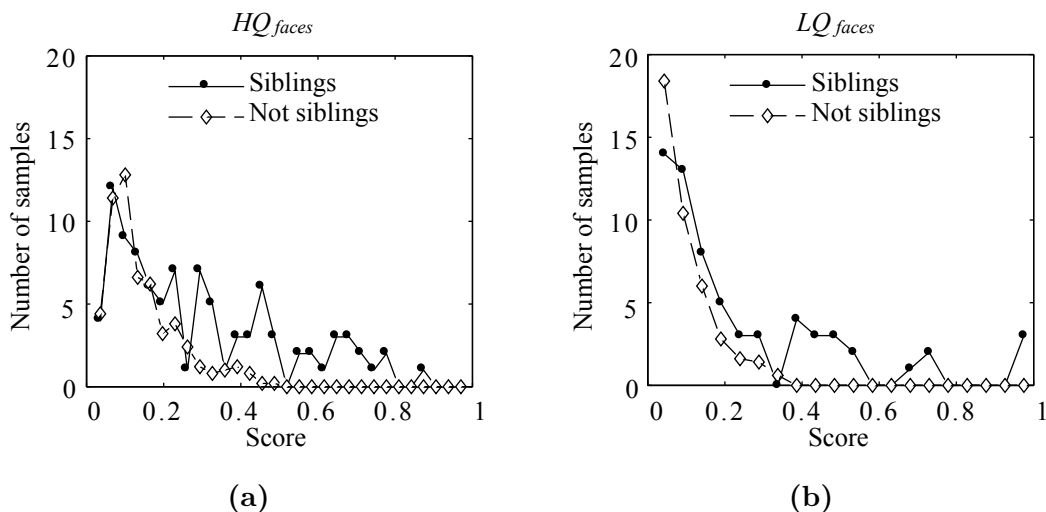 HQ faces
20
15
10
5
0
Number of samples
Siblings
Not siblings
0 0.2 0.4 0.6 0.8 1
Score
(a)
LQ faces
20
15
10
5
0
Number of samples
Siblings
Not siblings
0 0.2 0.4 0.6 0.8 1
Score
(b)